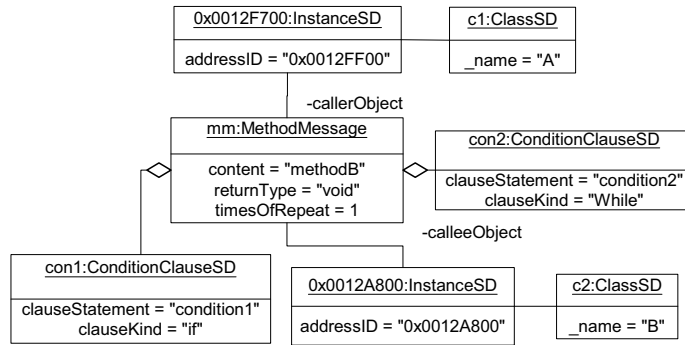 0x0012F700:InstanceSD
addressID = "0x0012FF00"
c1:ClassSD
_name = "A"
-callerObject
mm:MethodMessage
content = "methodB"
returnType = "void"
timesOfRepeat = 1
con2:ConditionClauseSD
clauseStatement = "condition2"
clauseKind = "While"
-calleeObject
con1:ConditionClauseSD
clauseStatement = "condition1"
clauseKind = "if"
0x0012A800:InstanceSD
addressID = "0x0012A800"
c2:ClassSD
_name = "B"